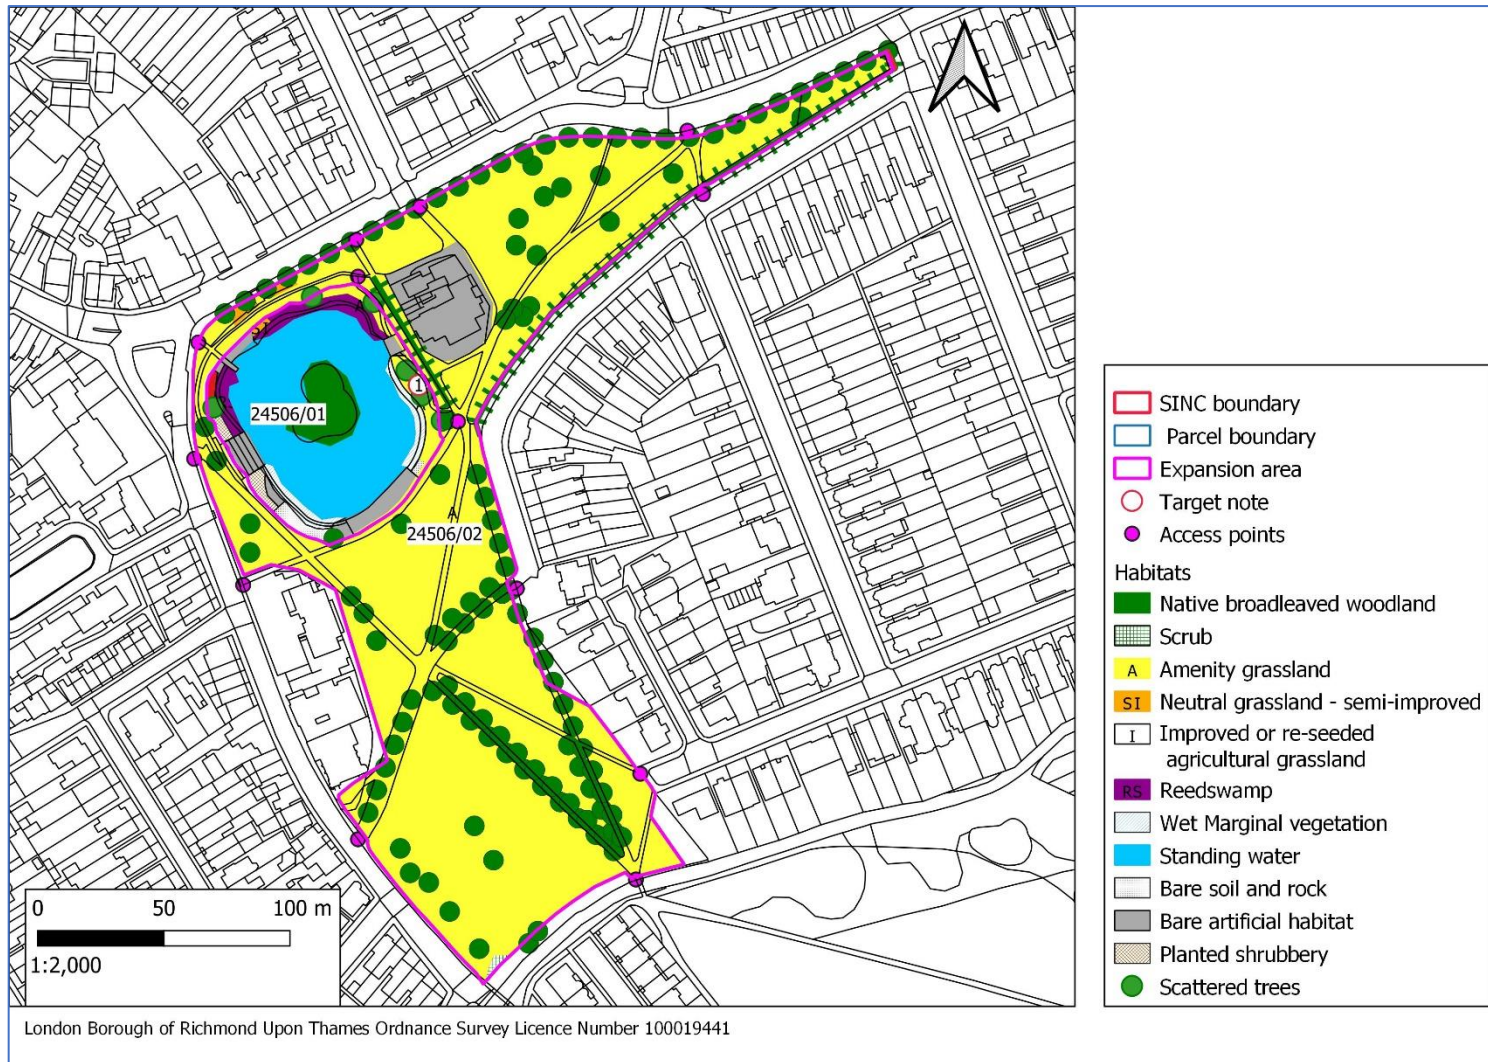 SI
1
24506/01
A
24506/02
0 50 100 m
1:2,000
SINC boundary
Parcel boundary
Expansion area
Target note
Access points
Habitats
Native broadleaved woodland
Scrub
A Amenity grassland
SI Neutral grassland - semi-improved
I Improved or re-seeded
agricultural grassland
RS Reedswamp
Wet Marginal vegetation
Standing water
Bare soil and rock
Bare artificial habitat
Planted shrubbery
Scattered trees
London Borough of Richmond Upon Thames Ordnance Survey Licence Number 100019441